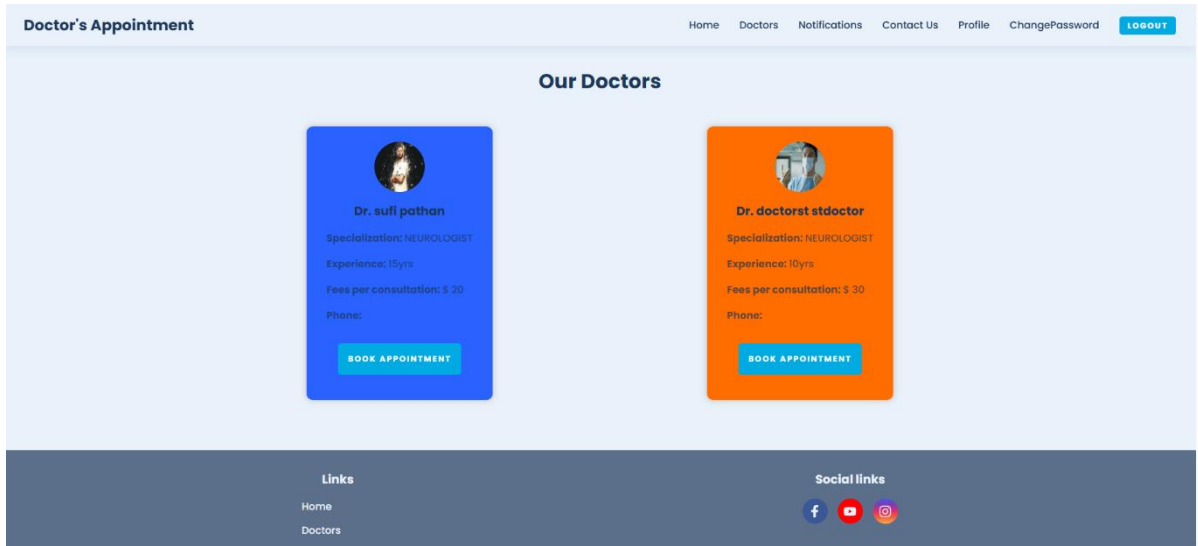 Doctor's Appointment Home Doctors Notifications Contact Us Profile ChangePassword LOGOUT
Our Doctors
Dr. sufi pathan
Specialization: NEUROLOGIST
Experience: 15yrs
Fees per consultation: $ 20
Phone:
BOOK APPOINTMENT
Dr. doctorst stdoctor
Specialization: NEUROLOGIST
Experience: 10yrs
Fees per consultation: $ 30
Phone:
BOOK APPOINTMENT
Links
Home
Doctors
Social links